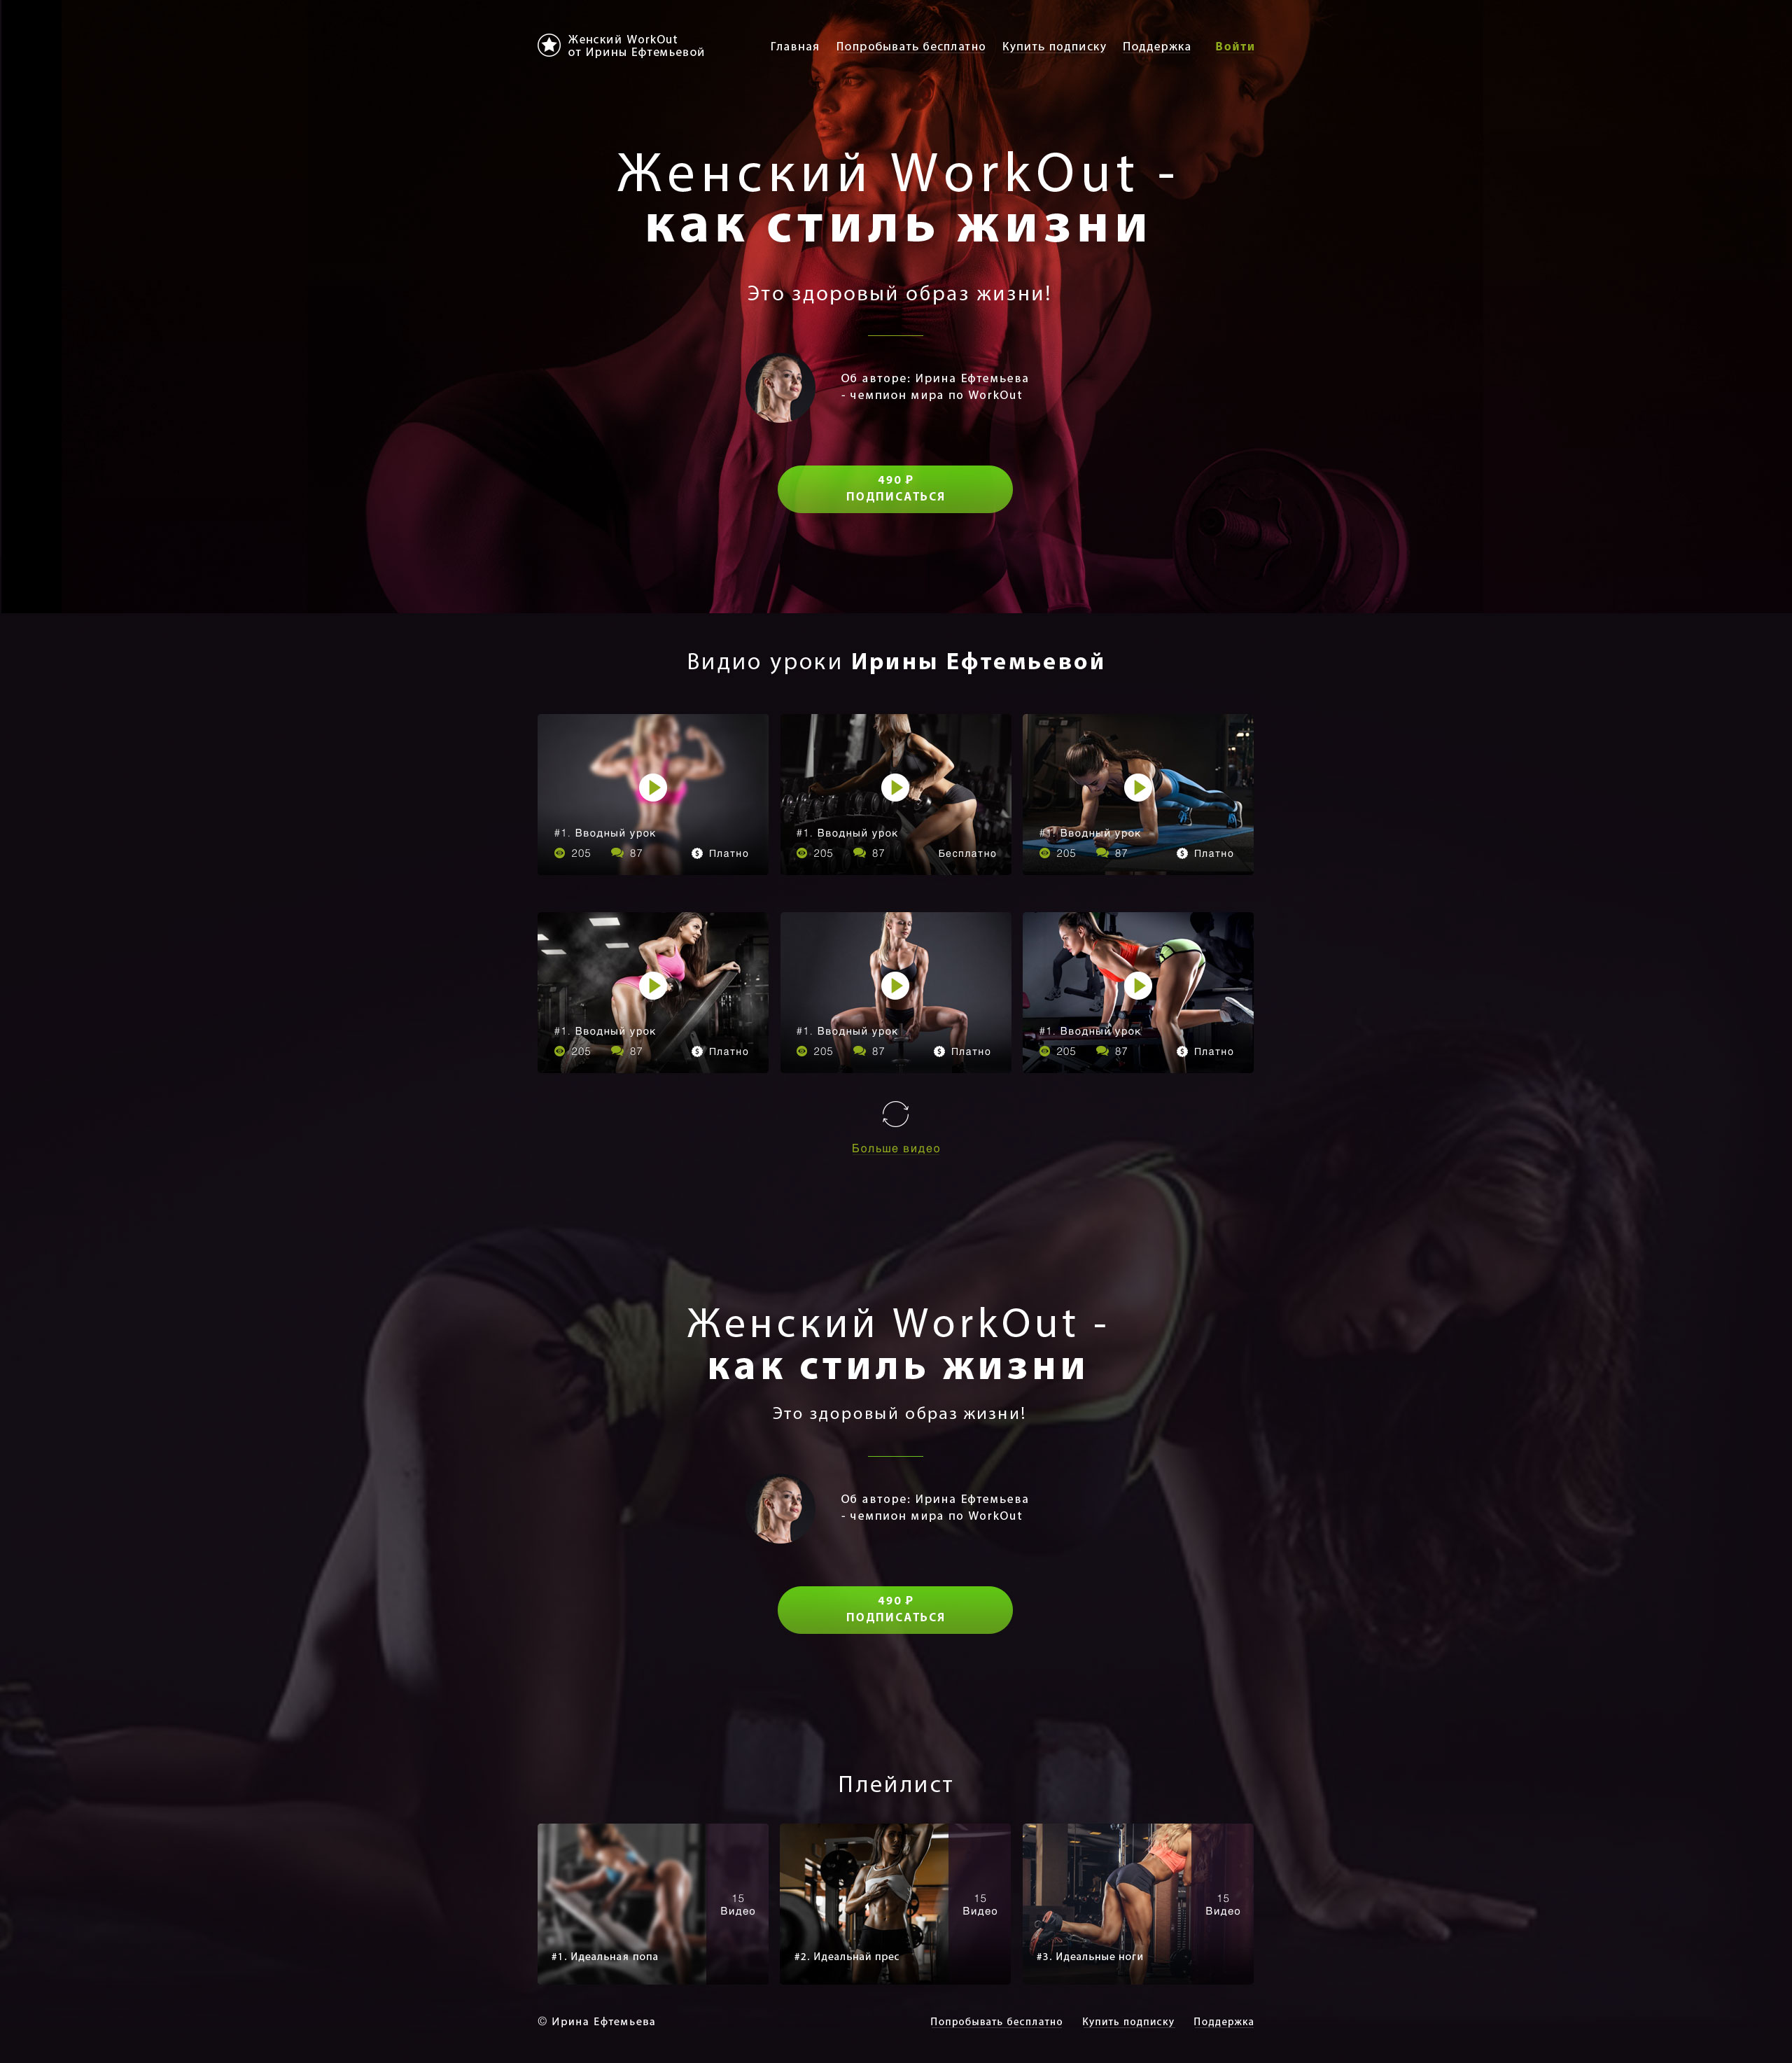 Женский WorkOut
от Ирины Ефтемьевой
Главная Попробывать бесплатно Купить подписку Поддержка Войти
Женский WorkOut -
как стиль жизни
Это здоровый образ жизни!
Об авторе: Ирина Ефтемьева
- чемпион мира по WorkOut
490 ₽
ПОДПИСАТЬСЯ
Видио уроки Ирины Ефтемьевой
#1. Вводный урок
205 87 Платно
#1. Вводный урок
205 87 Бесплатно
#1. Вводный урок
205 87 Платно
#1. Вводный урок
205 87 Платно
#1. Вводный урок
205 87 Платно
#1. Вводный урок
205 87 Платно
Больше видео
Женский WorkOut -
как стиль жизни
Это здоровый образ жизни!
Об авторе: Ирина Ефтемьева
- чемпион мира по WorkOut
490 ₽
ПОДПИСАТЬСЯ
Плейлист
15
Видео
#1. Идеальная попа
15
Видео
#2. Идеальнай прес
15
Видео
#3. Идеальные ноги
© Ирина Ефтемьева
Попробывать бесплатно Купить подписку Поддержка